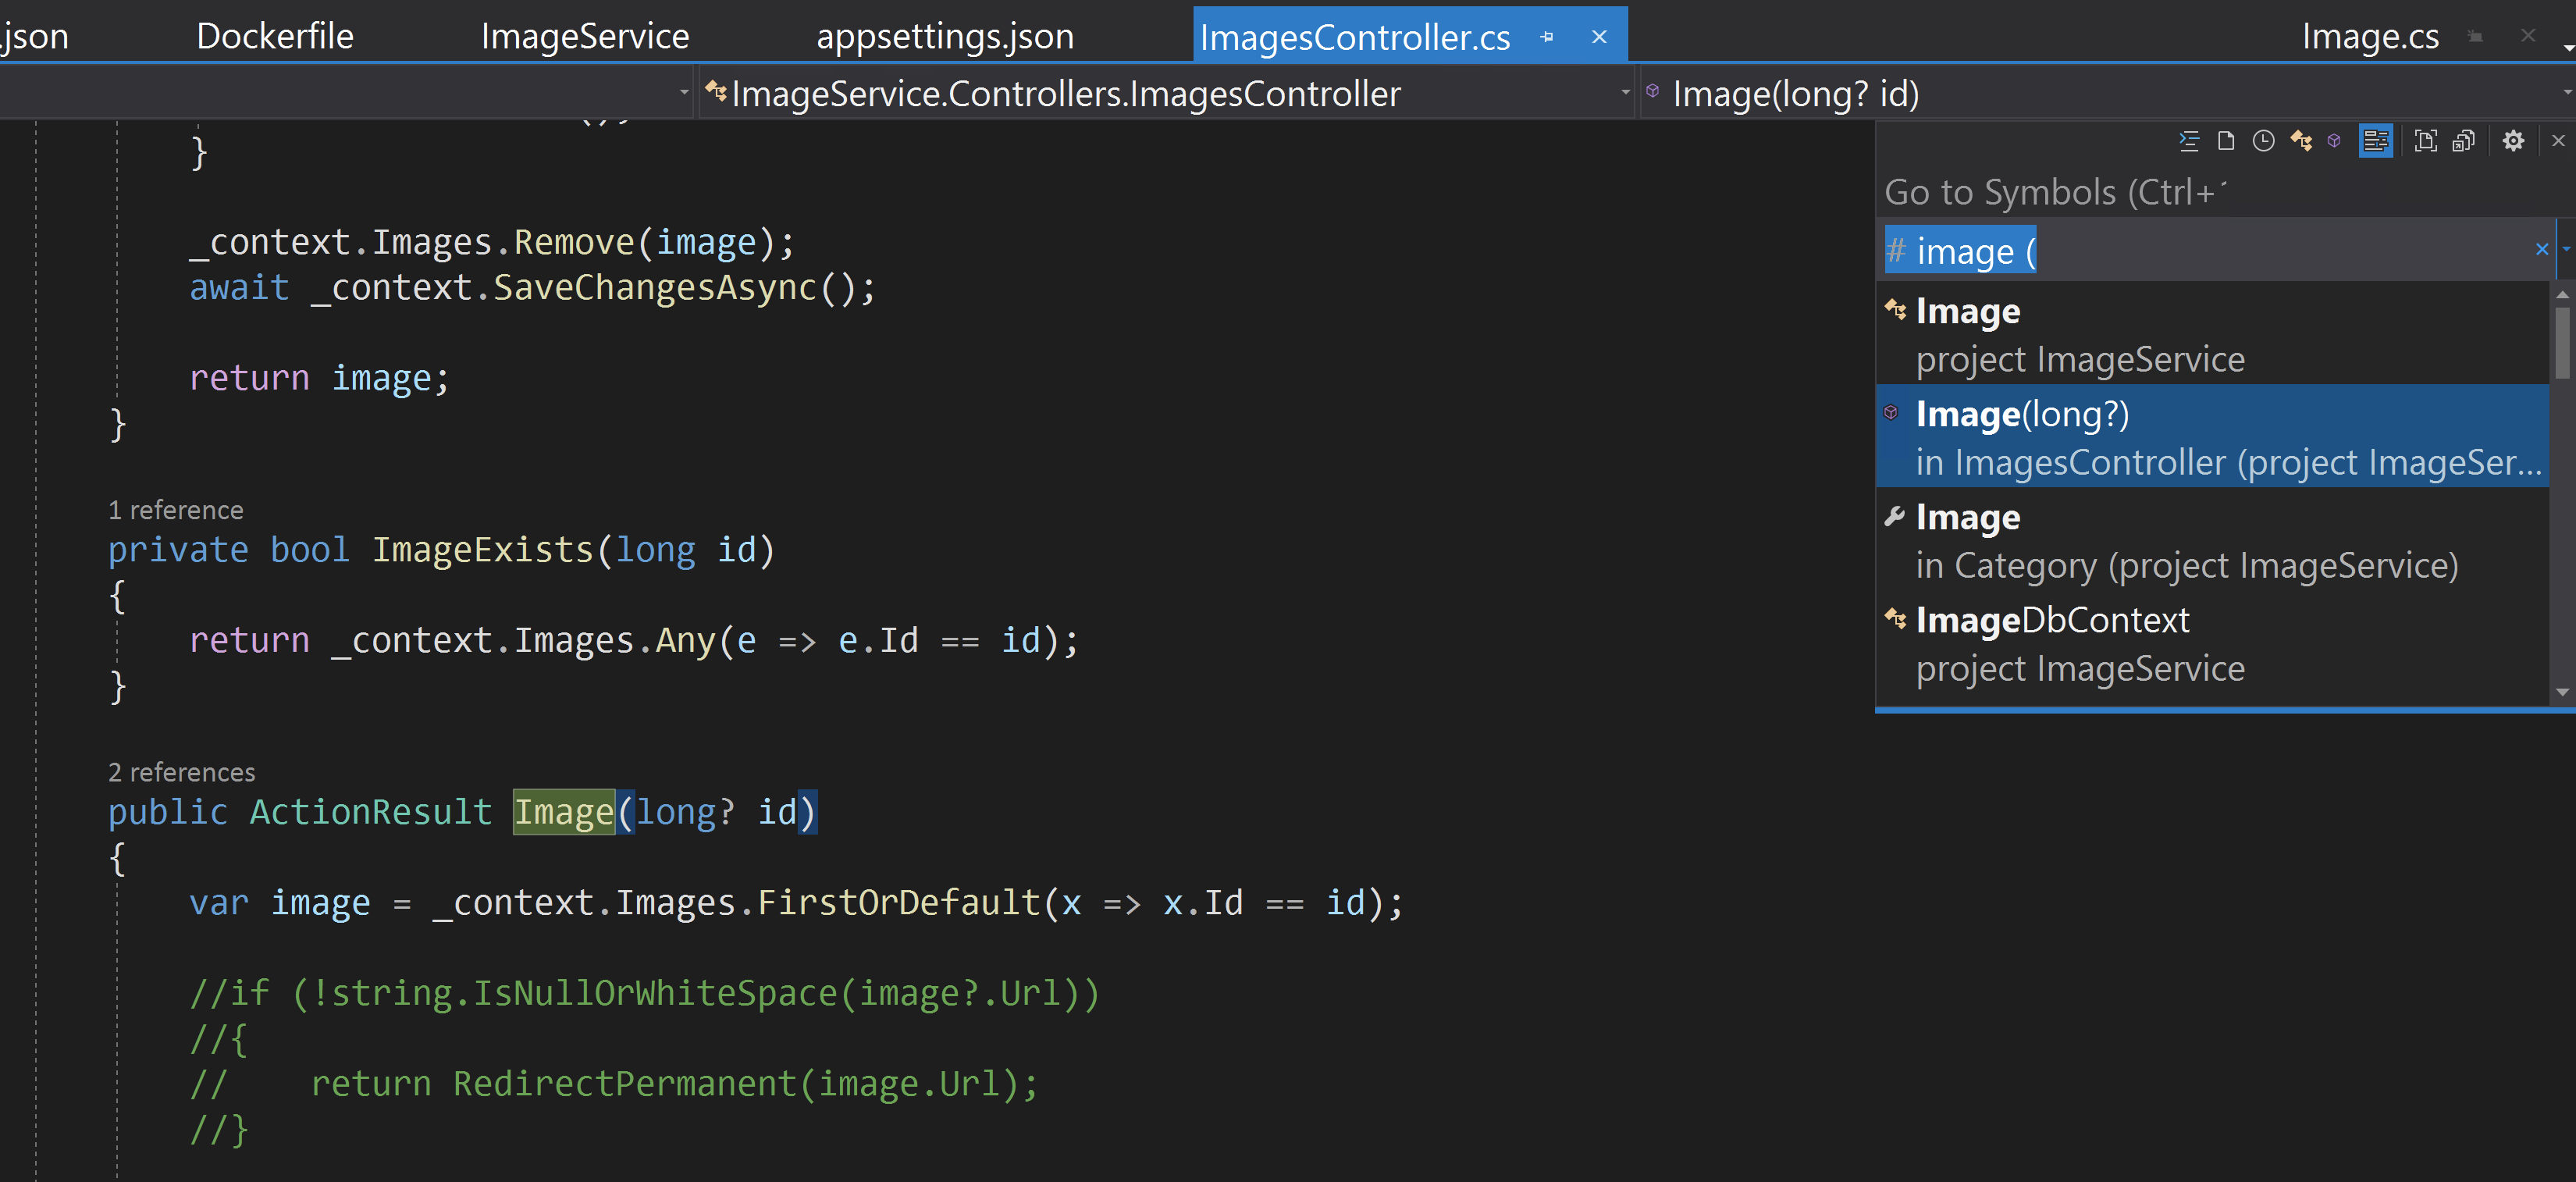 .json Dockerfile ImageService appsettings.json ImagesController.cs Image.cs
ImageService.Controllers.ImagesController Image(long? id)
}
_context.Images.Remove(image);
await _context.SaveChangesAsync();
return image;
}
1 reference
private bool ImageExists(long id)
{
return _context.Images.Any(e => e.Id == id);
}
2 references
public ActionResult Image(long? id)
{
var image = _context.Images.FirstOrDefault(x => x.Id == id);
//if (!string.IsNullOrWhiteSpace(image?.Url))
//{
// return RedirectPermanent(image.Url);
//}
Go to Symbols (Ctrl+
# image (
Image
project ImageService
Image(long?)
in ImagesController (project ImageSer...
Image
in Category (project ImageService)
ImageDbContext
project ImageService